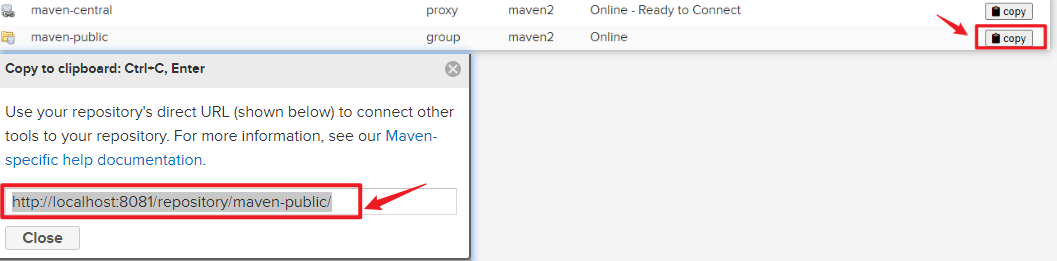 maven-central proxy maven2 Online - Ready to Connect copy
maven-public group maven2 Online copy
Copy to clipboard: Ctrl+C, Enter
Use your repository's direct URL (shown below) to connect other
tools to your repository. For more information, see our Maven-
specific help documentation.
http://localhost:8081/repository/maven-public/
Close